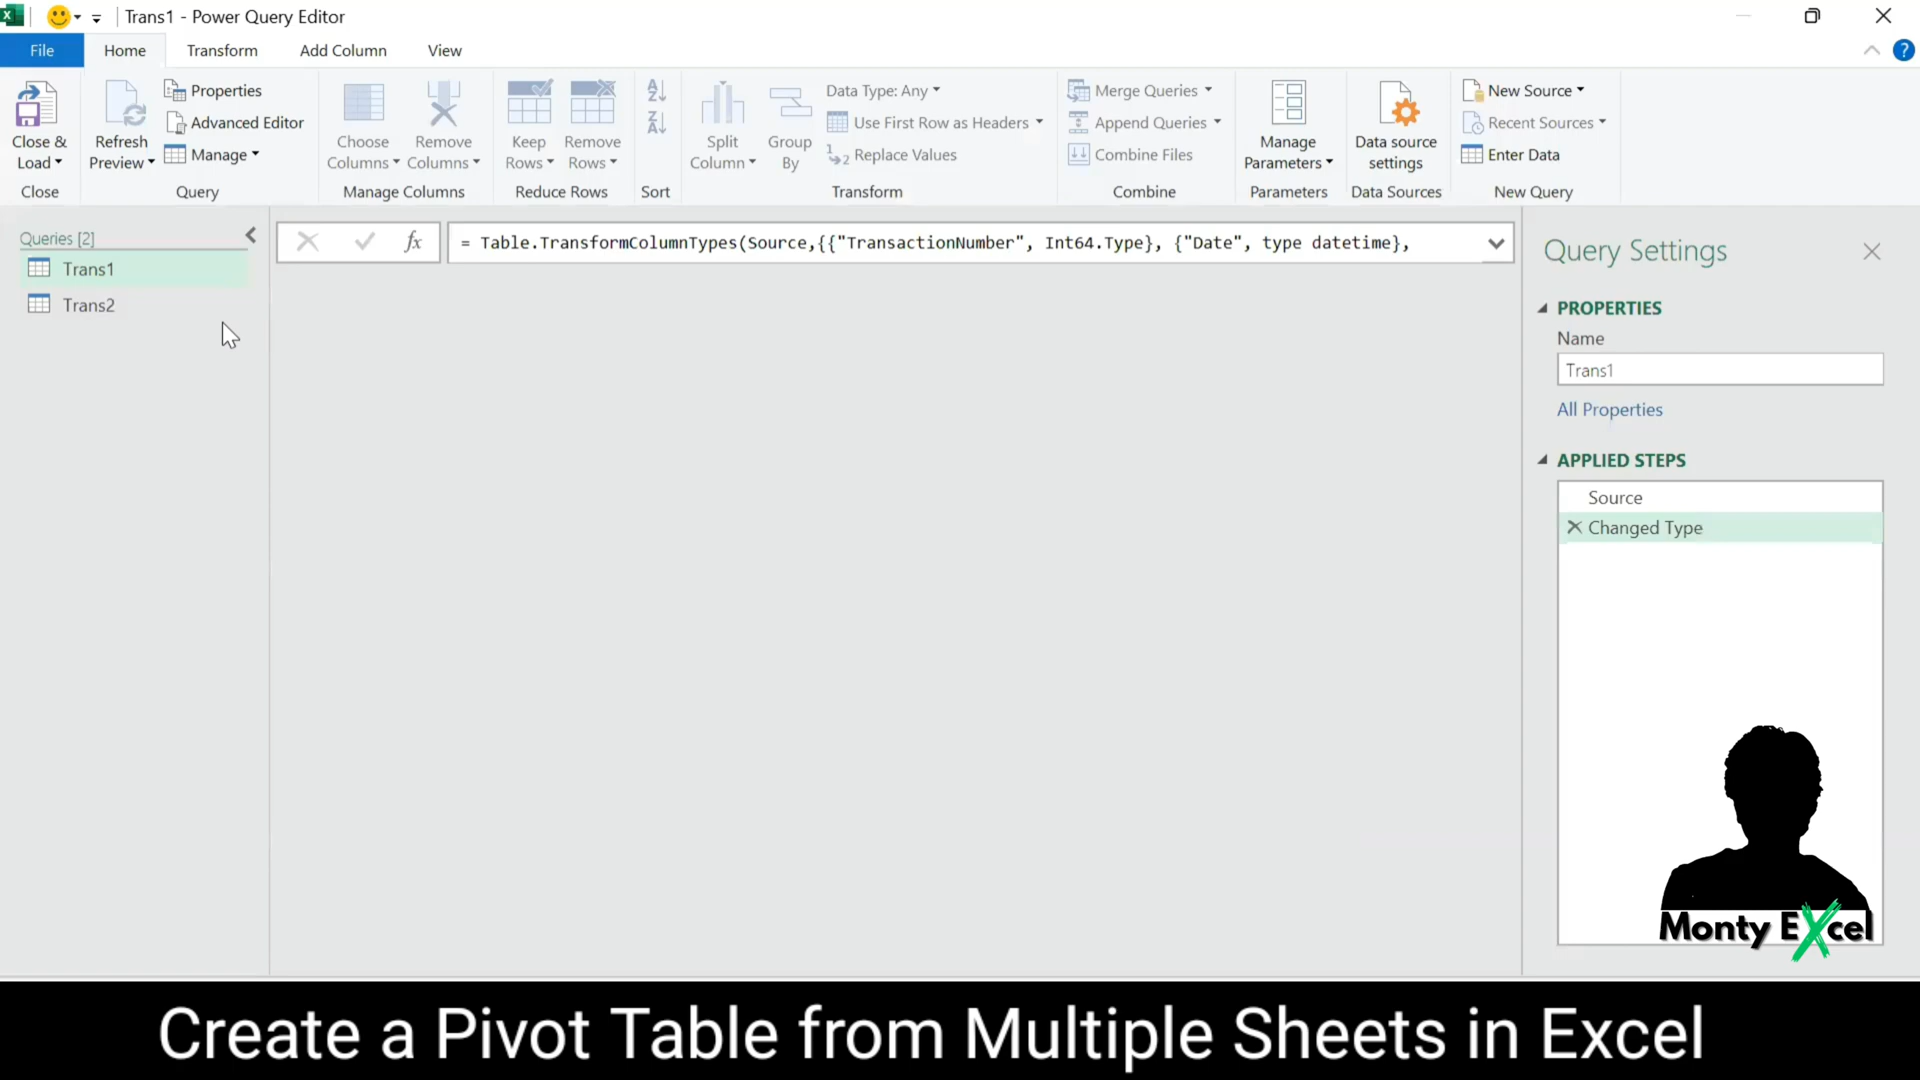 Trans1 - Power Query Editor
File Home Transform Add Column View
Close & Load
Close
Refresh Preview
Properties
Advanced Editor
Manage
Query
Choose Columns
Remove Columns
Manage Columns
Keep Rows
Remove Rows
Reduce Rows
Sort
Split Column
Group By
Data Type: Any
Use First Row as Headers
Replace Values
Transform
Merge Queries
Append Queries
Combine Files
Combine
Manage Parameters
Parameters
Data source settings
Data Sources
New Source
Recent Sources
Enter Data
New Query
Queries [2]
Trans1
Trans2
fx
= Table.TransformColumnTypes(Source,{{"TransactionNumber", Int64.Type}, {"Date", type datetime},
Query Settings
PROPERTIES
Name
Trans1
All Properties
APPLIED STEPS
Source
Changed Type
Monty Excel
Create a Pivot Table from Multiple Sheets in Excel